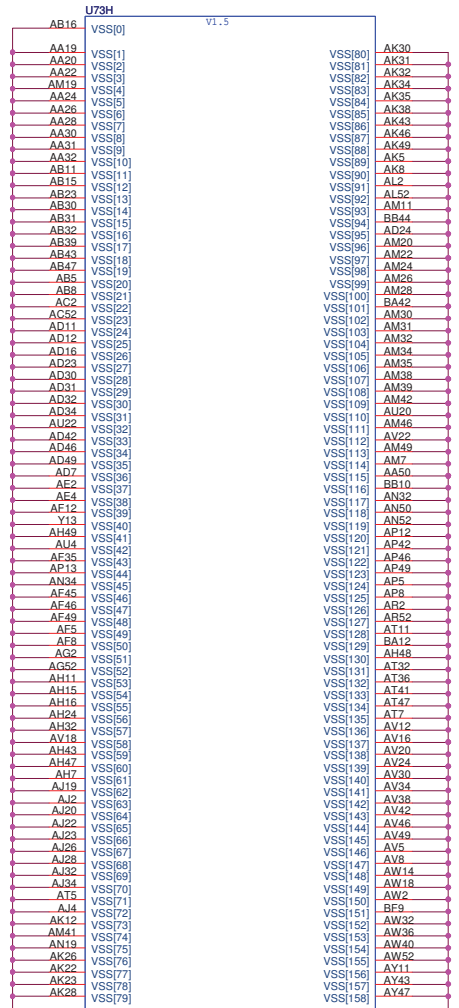 U73H
V1.5
AB16 VSS[0]
AA19 VSS[1] VSS[80] AK30
AA20 VSS[2] VSS[81] AK31
AA22 VSS[3] VSS[82] AK32
AM19 VSS[4] VSS[83] AK34
AA24 VSS[5] VSS[84] AK35
AA26 VSS[6] VSS[85] AK38
AA28 VSS[7] VSS[86] AK43
AA30 VSS[8] VSS[87] AK46
AA31 VSS[9] VSS[88] AK49
AA32 VSS[10] VSS[89] AK5
AB11 VSS[11] VSS[90] AK8
AB15 VSS[12] VSS[91] AL2
AB23 VSS[13] VSS[92] AL52
AB30 VSS[14] VSS[93] AM11
AB31 VSS[15] VSS[94] BB44
AB32 VSS[16] VSS[95] AD24
AB39 VSS[17] VSS[96] AM20
AB43 VSS[18] VSS[97] AM22
AB47 VSS[19] VSS[98] AM24
AB5 VSS[20] VSS[99] AM26
AB8 VSS[21] VSS[100] AM28
AC2 VSS[22] VSS[101] BA42
AC52 VSS[23] VSS[102] AM30
AD11 VSS[24] VSS[103] AM31
AD12 VSS[25] VSS[104] AM32
AD16 VSS[26] VSS[105] AM34
AD23 VSS[27] VSS[106] AM35
AD30 VSS[28] VSS[107] AM38
AD31 VSS[29] VSS[108] AM39
AD32 VSS[30] VSS[109] AM42
AD34 VSS[31] VSS[110] AU20
AU22 VSS[32] VSS[111] AM46
AD42 VSS[33] VSS[112] AV22
AD46 VSS[34] VSS[113] AM49
AD49 VSS[35] VSS[114] AM7
AD7 VSS[36] VSS[115] AA50
AE2 VSS[37] VSS[116] BB10
AE4 VSS[38] VSS[117] AN32
AF12 VSS[39] VSS[118] AN50
Y13 VSS[40] VSS[119] AN52
AH49 VSS[41] VSS[120] AP12
AU4 VSS[42] VSS[121] AP42
AF35 VSS[43] VSS[122] AP46
AP13 VSS[44] VSS[123] AP49
AN34 VSS[45] VSS[124] AP5
AF45 VSS[46] VSS[125] AP8
AF46 VSS[47] VSS[126] AR2
AF49 VSS[48] VSS[127] AR52
AF5 VSS[49] VSS[128] AT11
AF8 VSS[50] VSS[129] BA12
AG2 VSS[51] VSS[130] AH48
AG52 VSS[52] VSS[131] AT32
AH11 VSS[53] VSS[132] AT36
AH15 VSS[54] VSS[133] AT41
AH16 VSS[55] VSS[134] AT47
AH24 VSS[56] VSS[135] AT7
AH32 VSS[57] VSS[136] AV12
AV18 VSS[58] VSS[137] AV16
AH43 VSS[59] VSS[138] AV20
AH47 VSS[60] VSS[139] AV24
AH7 VSS[61] VSS[140] AV30
AJ19 VSS[62] VSS[141] AV34
AJ2 VSS[63] VSS[142] AV38
AJ20 VSS[64] VSS[143] AV42
AJ22 VSS[65] VSS[144] AV46
AJ23 VSS[66] VSS[145] AV49
AJ26 VSS[67] VSS[146] AV5
AJ28 VSS[68] VSS[147] AV8
AJ32 VSS[69] VSS[148] AW14
AJ34 VSS[70] VSS[149] AW18
AT5 VSS[71] VSS[150] AW2
AJ4 VSS[72] VSS[151] BF9
AK12 VSS[73] VSS[152] AW32
AM41 VSS[74] VSS[153] AW36
AN19 VSS[75] VSS[154] AW40
AK26 VSS[76] VSS[155] AW52
AK22 VSS[77] VSS[156] AY11
AK23 VSS[78] VSS[157] AY43
AK28 VSS[79] VSS[158] AY47